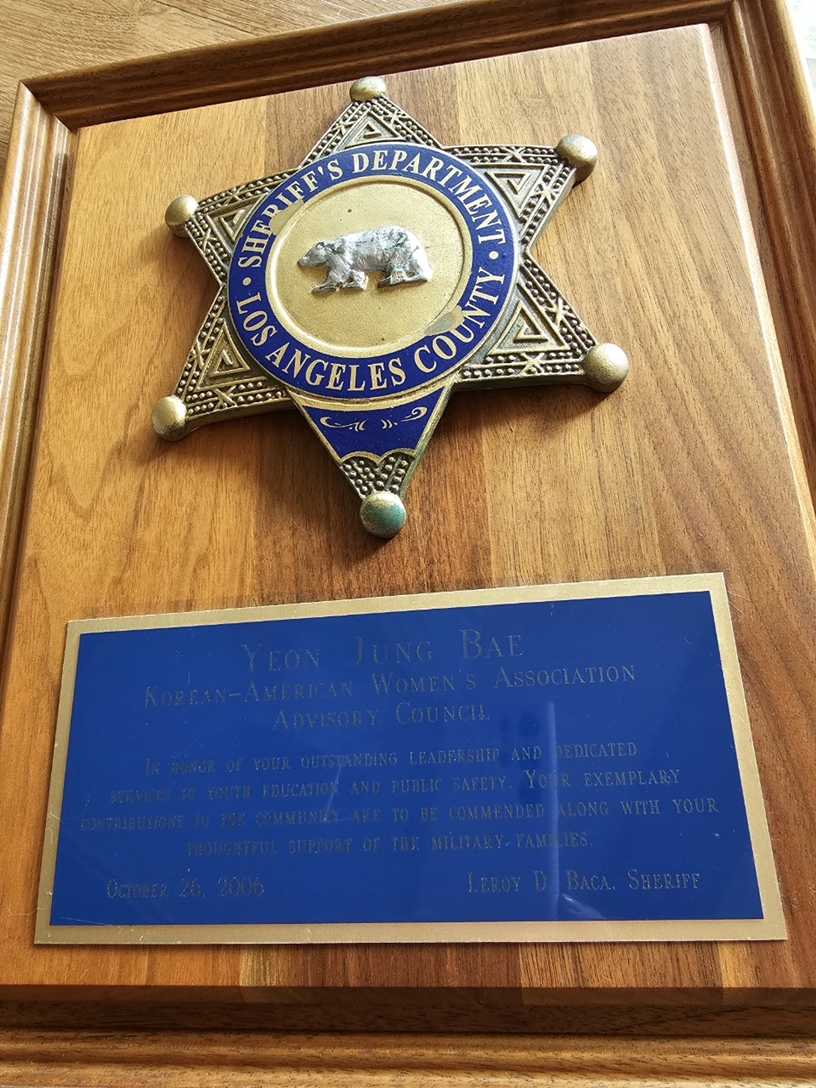 SHERIFF'S DEPARTMENT
LOS ANGELES COUNTY
YEON JUNG BAE
KOREAN-AMERICAN WOMEN'S ASSOCIATION
ADVISORY COUNCIL
IN HONOR OF YOUR OUTSTANDING LEADERSHIP AND DEDICATED
SERVICES IN YOUTH EDUCATION AND PUBLIC SAFETY. YOUR EXEMPLARY
CONTRIBUTIONS TO THE COMMUNITY ARE TO BE COMMENDED ALONG WITH YOUR
THOUGHTFUL SUPPORT OF THE MILITARY FAMILIES.
OCTOBER 26, 2006
LEROY D. BACA, SHERIFF